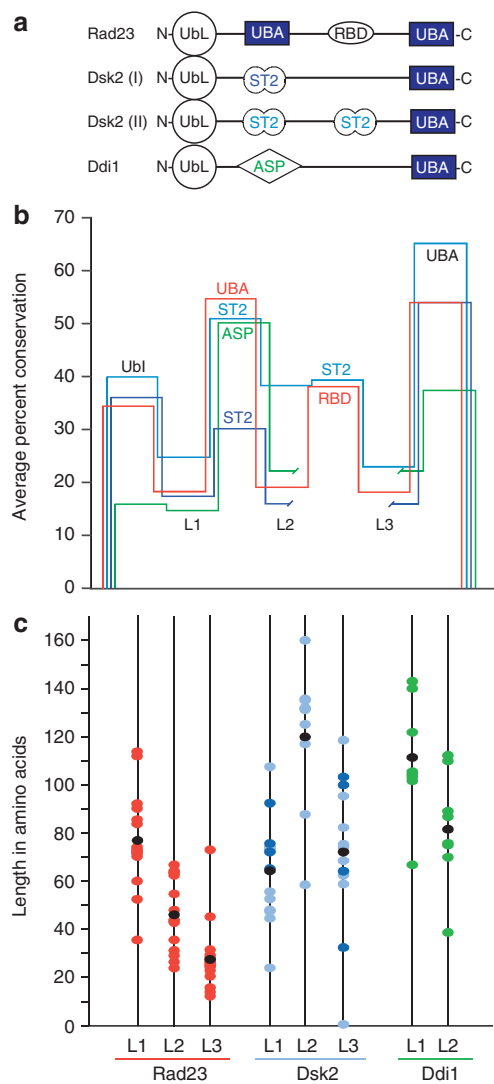 a
Rad23 N- UbL UBA RBD UBA -C
Dsk2 (I) N- UbL ST2 UBA -C
Dsk2 (II) N- UbL ST2 ST2 UBA -C
Ddi1 N- UbL ASP UBA -C
b
Average percent conservation
70
60
50
40
30
20
10
0
UbI
UBA
ST2
ASP
ST2
ST2
RBD
UBA
L1
L2
L3
c
Length in amino acids
160
140
120
100
80
60
40
20
0
L1 L2 L3 L1 L2 L3 L1 L2
Rad23 Dsk2 Ddi1